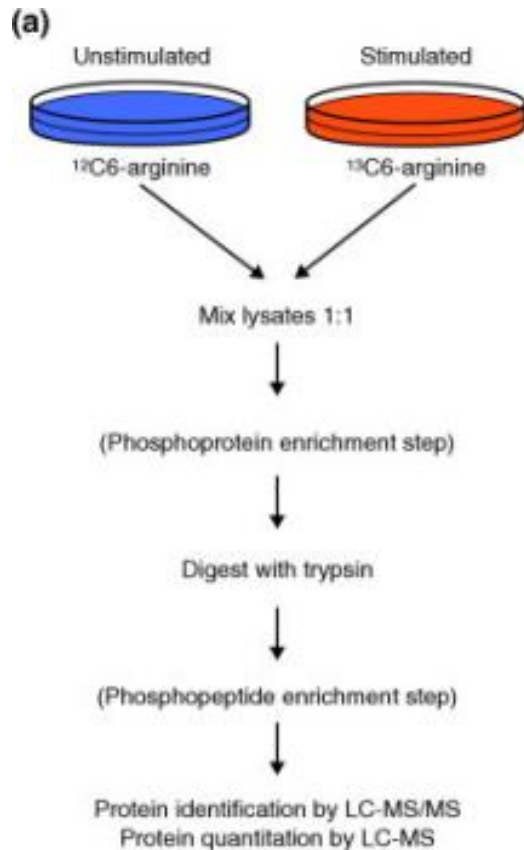 (a)
Unstimulated Stimulated
¹²C6-arginine ¹³C6-arginine
Mix lysates 1:1
(Phosphoprotein enrichment step)
Digest with trypsin
(Phosphopeptide enrichment step)
Protein identification by LC-MS/MS
Protein quantitation by LC-MS